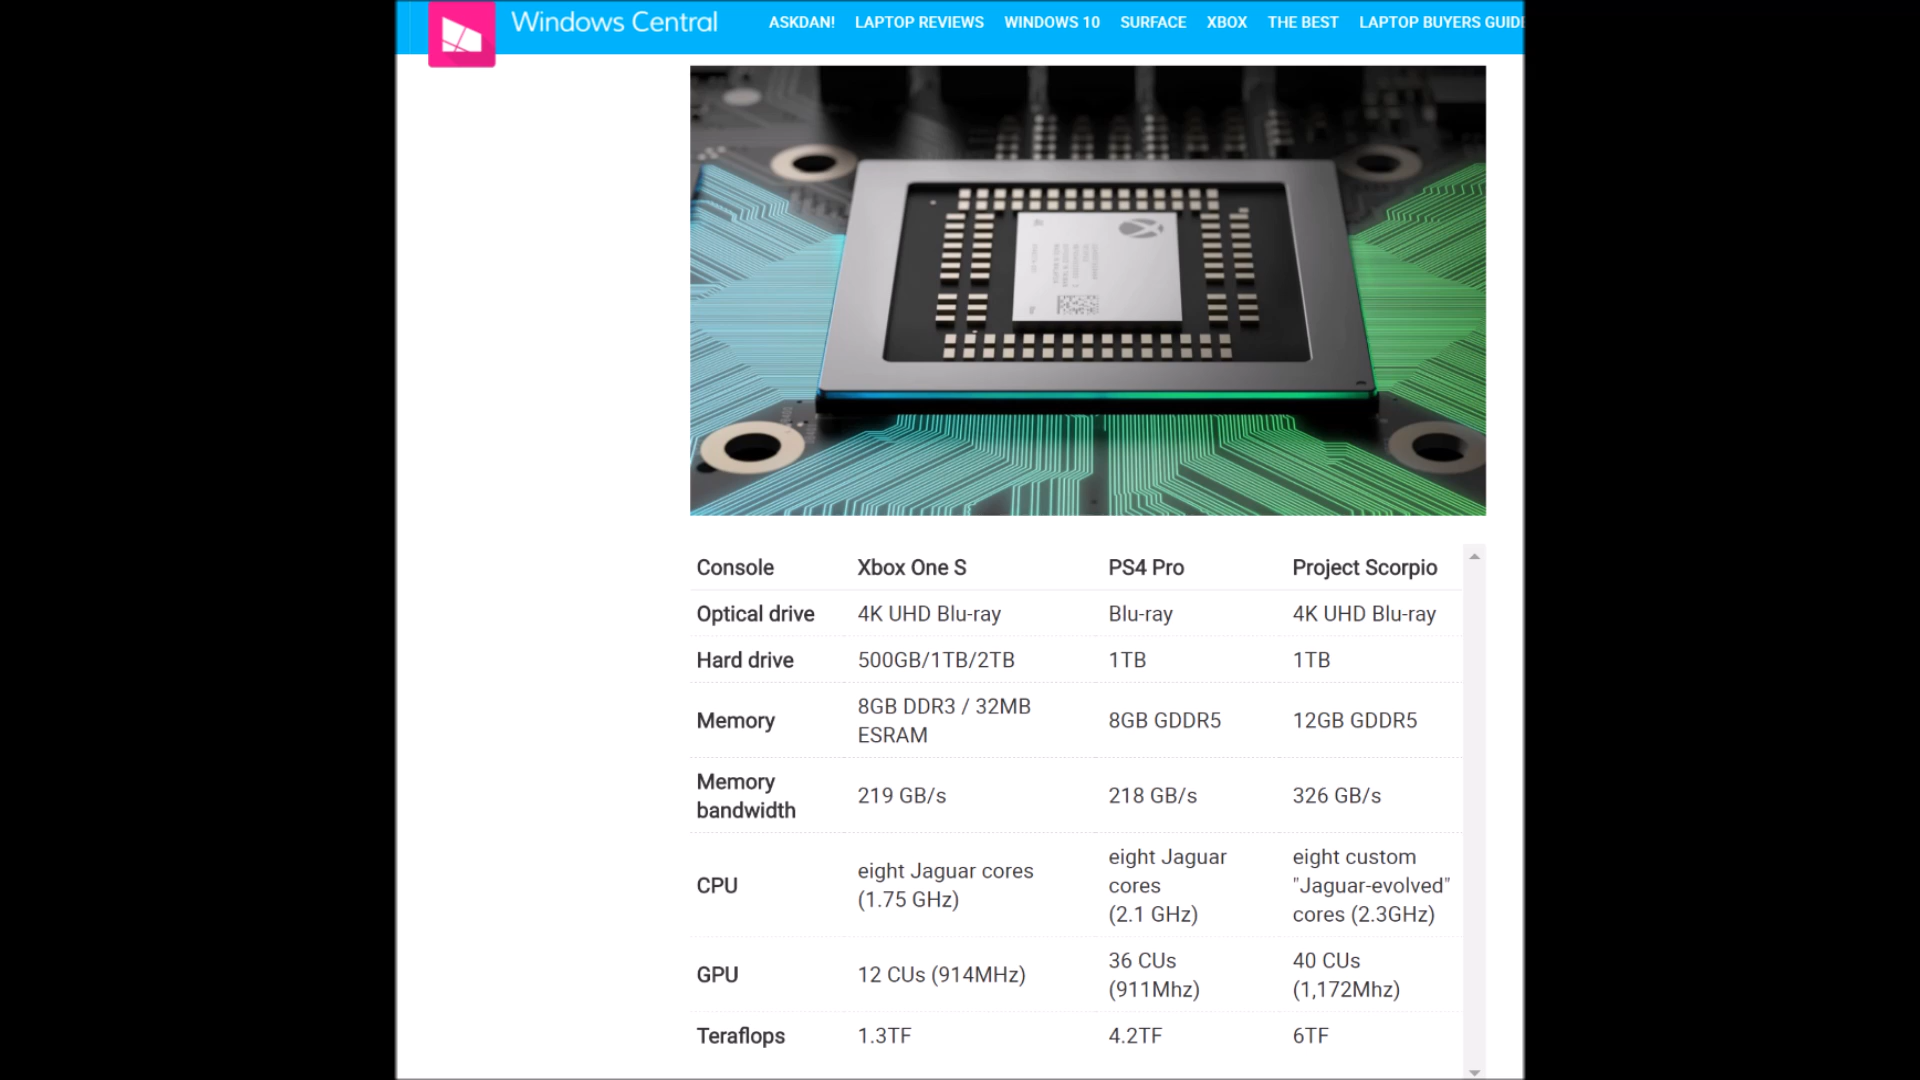 Windows Central
ASKDAN! LAPTOP REVIEWS WINDOWS 10 SURFACE XBOX THE BEST LAPTOP BUYERS GUIDE
Console Xbox One S PS4 Pro Project Scorpio
Optical drive 4K UHD Blu-ray Blu-ray 4K UHD Blu-ray
Hard drive 500GB/1TB/2TB 1TB 1TB
Memory 8GB DDR3 / 32MB ESRAM 8GB GDDR5 12GB GDDR5
Memory bandwidth 219 GB/s 218 GB/s 326 GB/s
CPU eight Jaguar cores (1.75 GHz) eight Jaguar cores (2.1 GHz) eight custom "Jaguar-evolved" cores (2.3GHz)
GPU 12 CUs (914MHz) 36 CUs (911Mhz) 40 CUs (1,172Mhz)
Teraflops 1.3TF 4.2TF 6TF